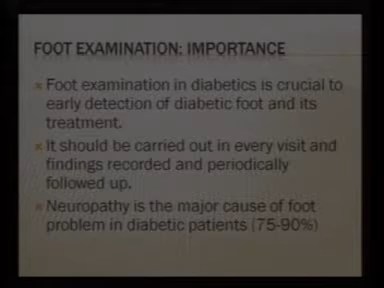 FOOT EXAMINATION: IMPORTANCE
Foot examination in diabetics is crucial to
early detection of diabetic foot and its
treatment.
It should be carried out in every visit and
findings recorded and periodically
followed up.
Neuropathy is the major cause of foot
problem in diabetic patients (75-90%)